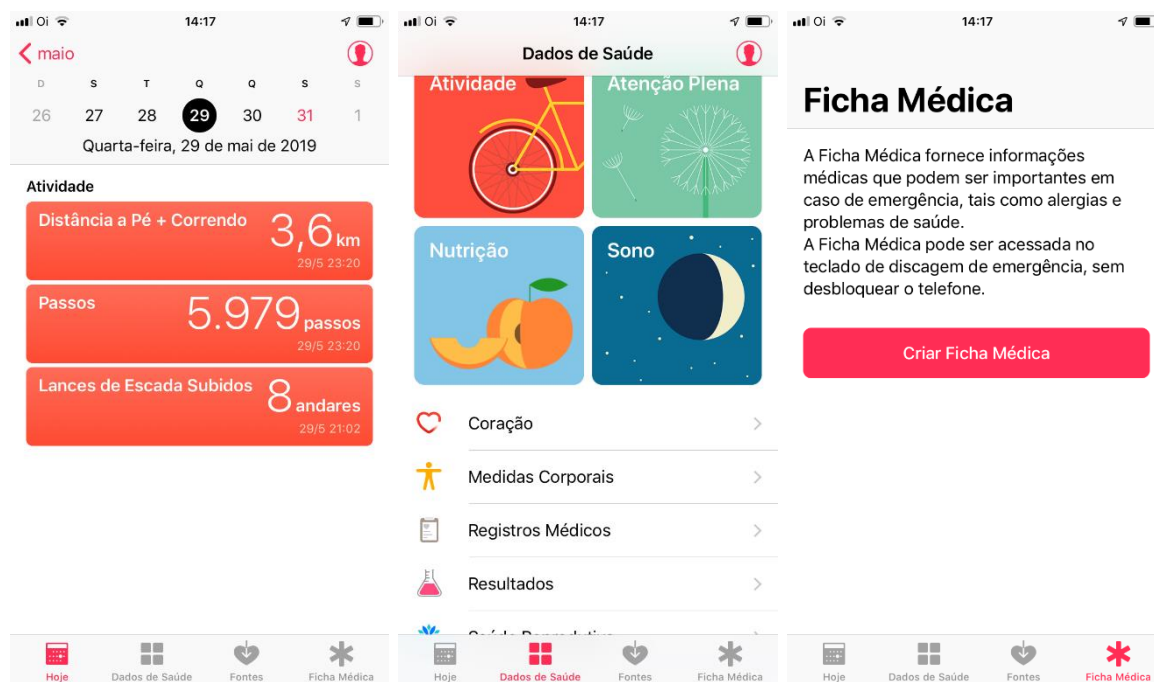 Oi
14:17
maio
D S T Q Q S S
26 27 28 29 30 31 1
Quarta-feira, 29 de mai de 2019
Atividade
Distância a Pé + Correndo
3,6 km
29/5 23:20
Passos
5.979 passos
29/5 23:20
Lances de Escada Subidos
8 andares
29/5 21:02
Hoje
Dados de Saúde
Fontes
Ficha Médica
Oi
14:17
Dados de Saúde
Atividade
Atenção Plena
Nutrição
Sono
Coração
Medidas Corporais
Registros Médicos
Resultados
Hoje
Dados de Saúde
Fontes
Ficha Médica
Oi
14:17
Ficha Médica
A Ficha Médica fornece informações
médicas que podem ser importantes em
caso de emergência, tais como alergias e
problemas de saúde.
A Ficha Médica pode ser acessada no
teclado de discagem de emergência, sem
desbloquear o telefone.
Criar Ficha Médica
Hoje
Dados de Saúde
Fontes
Ficha Médica